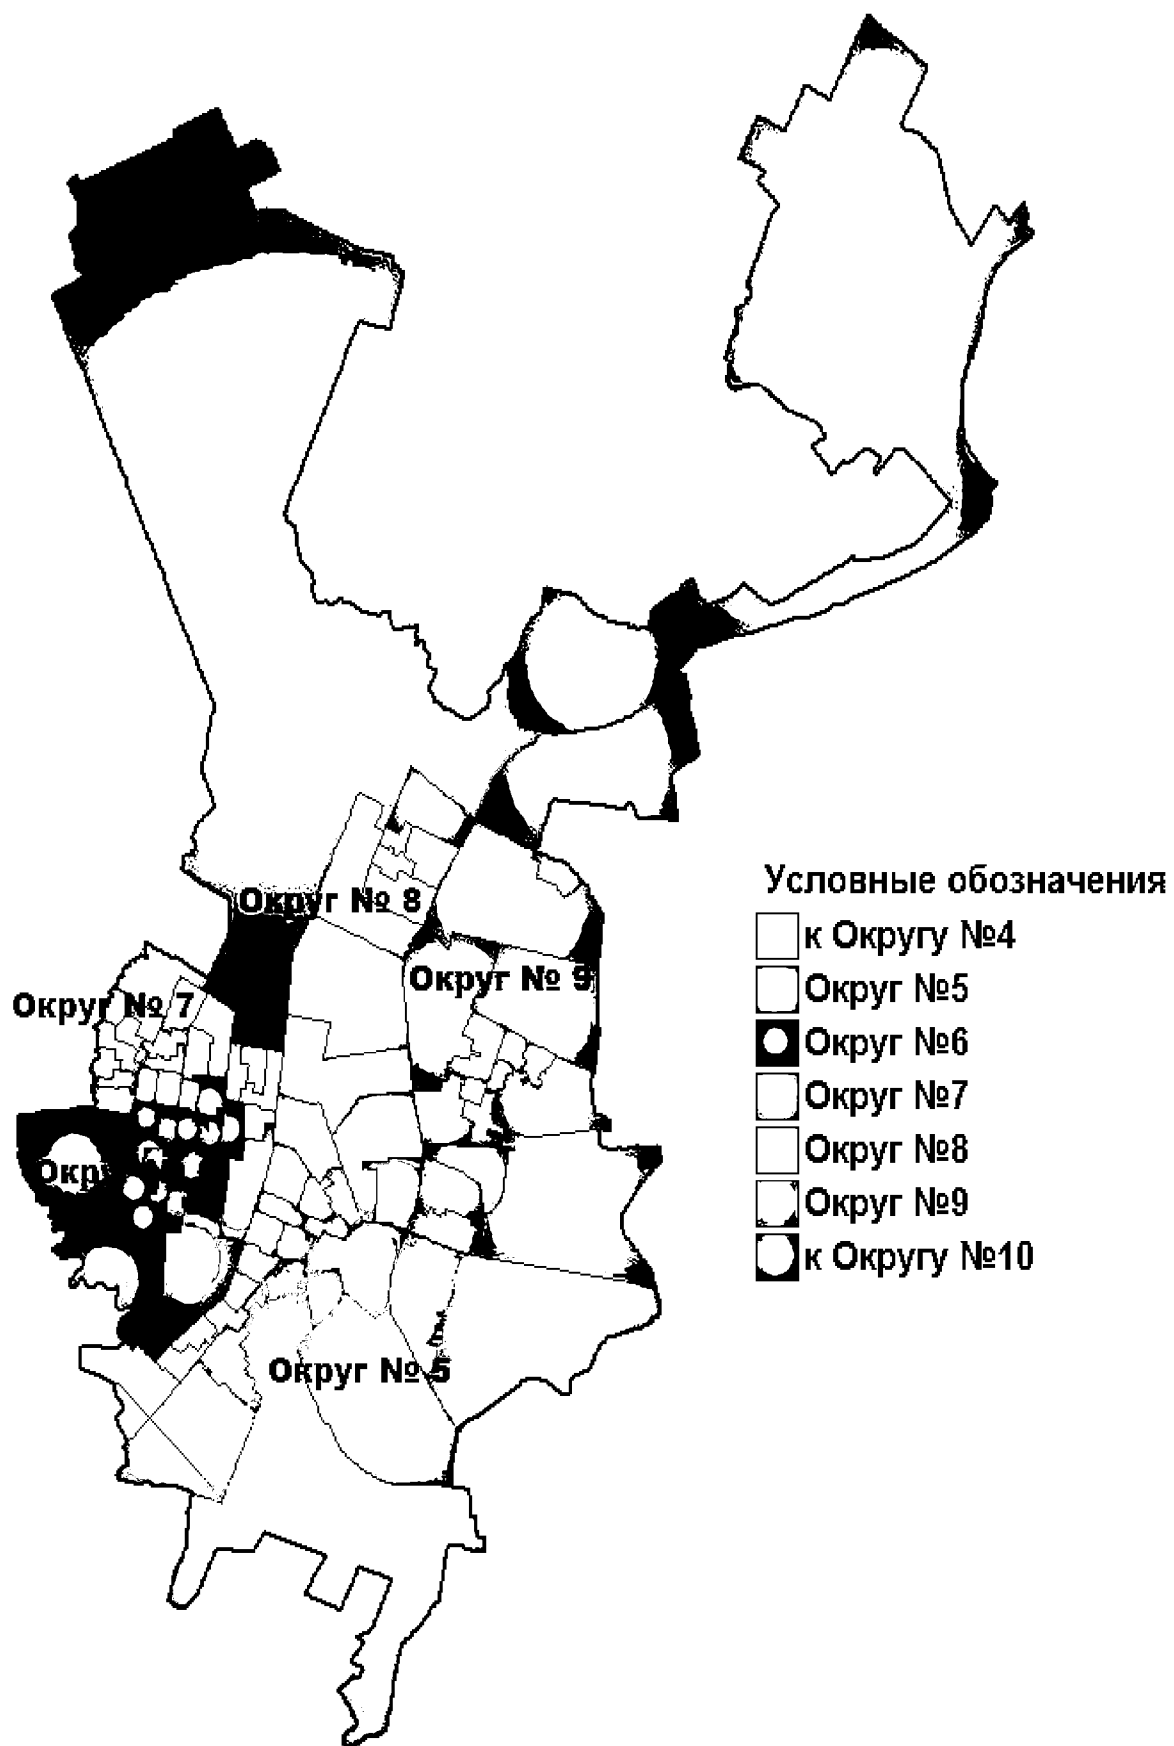 Округ № 8
Округ № 9
Округ № 7
Окру
Округ № 5
Условные обозначения
к Округу №4
Округ №5
Округ №6
Округ №7
Округ №8
Округ №9
к Округу №10